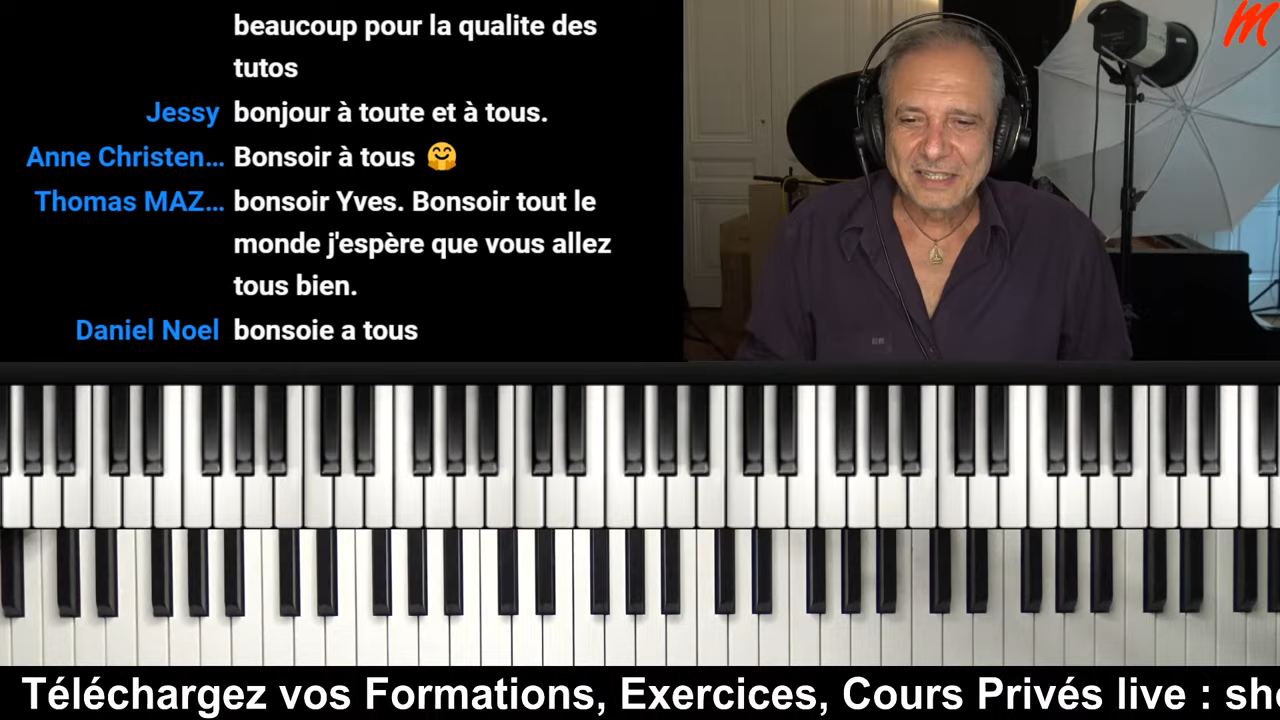 beaucoup pour la qualite des
tutos
Jessy bonjour à toute et à tous.
Anne Christen... Bonsoir à tous 🤗
Thomas MAZ... bonsoir Yves. Bonsoir tout le
monde j'espère que vous allez
tous bien.
Daniel Noel bonsoie a tous
M
Téléchargez vos Formations, Exercices, Cours Privés live : sho